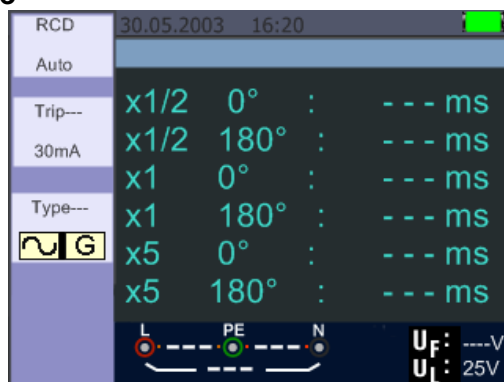 RCD
30.05.2003 16:20
Auto
Trip---
30mA
Type---
G
x1/2 0° : - - - ms
x1/2 180° : - - - ms
x1 0° : - - - ms
x1 180° : - - - ms
x5 0° : - - - ms
x5 180° : - - - ms
L PE N
UF: ----V
UL: 25V